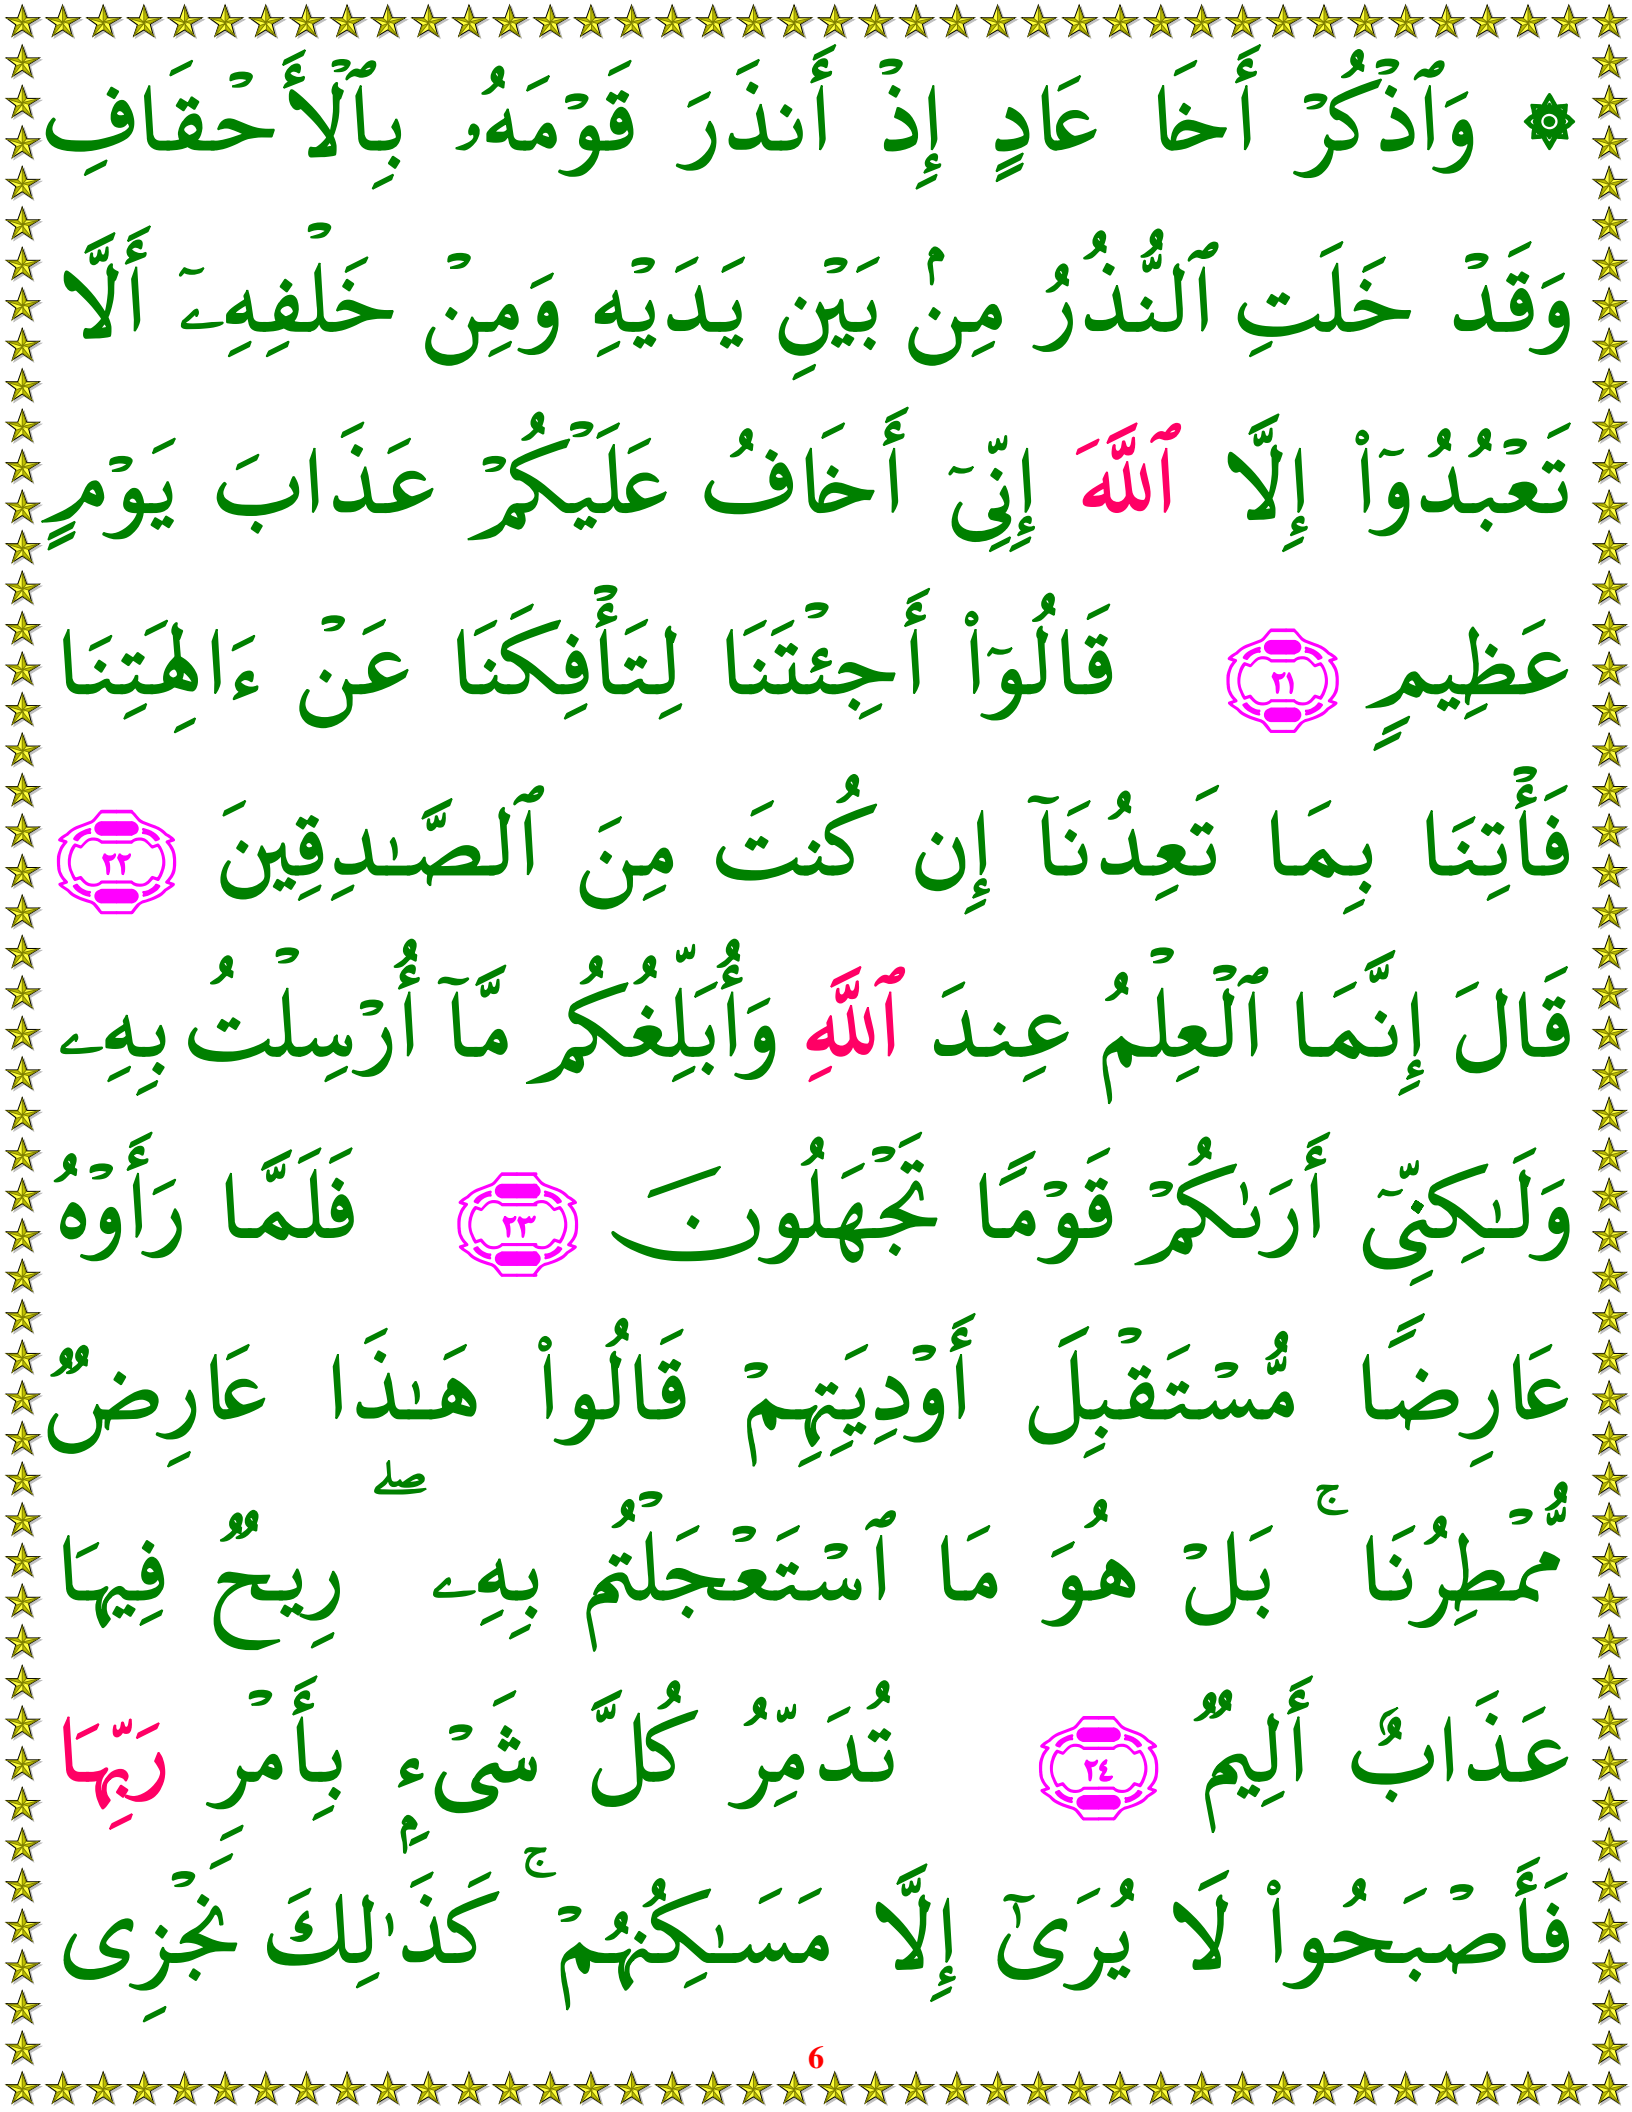 ۞ وَٱذْكُرْ أَخَا عَادٍ إِذْ أَنذَرَ قَوْمَهُۥ بِٱلْأَحْقَافِ
وَقَدْ خَلَتِ ٱلنُّذُرُ مِنۢ بَيْنِ يَدَيْهِ وَمِنْ خَلْفِهِۦٓ أَلَّا
تَعْبُدُوٓا۟ إِلَّا ٱللَّهَ إِنِّىٓ أَخَافُ عَلَيْكُمْ عَذَابَ يَوْمٍ
عَظِيمٍ ٢١ قَالُوٓا۟ أَجِئْتَنَا لِتَأْفِكَنَا عَنْ ءَالِهَتِنَا
فَأْتِنَا بِمَا تَعِدُنَآ إِن كُنتَ مِنَ ٱلصَّـٰدِقِينَ ٢٢
قَالَ إِنَّمَا ٱلْعِلْمُ عِندَ ٱللَّهِ وَأُبَلِّغُكُم مَّآ أُرْسِلْتُ بِهِۦ
وَلَـٰكِنِّىٓ أَرَىٰكُمْ قَوْمًا تَجْهَلُونَ ٢٣ فَلَمَّا رَأَوْهُ
عَارِضًا مُّسْتَقْبِلَ أَوْدِيَتِهِمْ قَالُوا۟ هَـٰذَا عَارِضٌ
مُّمْطِرُنَا ۚ بَلْ هُوَ مَا ٱسْتَعْجَلْتُم بِهِۦ ۖ رِيحٌ فِيهَا
عَذَابٌ أَلِيمٌ ٢٤ تُدَمِّرُ كُلَّ شَىْءٍۭ بِأَمْرِ رَبِّهَا
فَأَصْبَحُوا۟ لَا يُرَىٰٓ إِلَّا مَسَـٰكِنُهُمْ ۚ كَذَٰلِكَ نَجْزِى
6